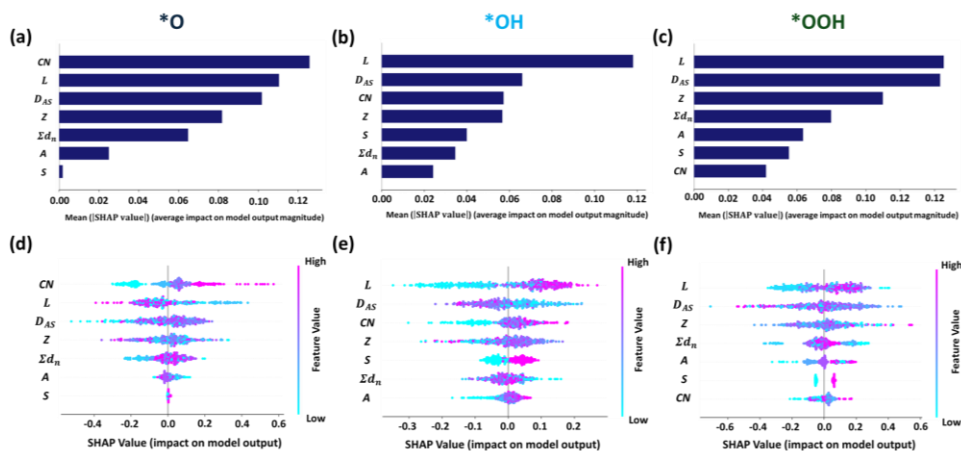 *O
*OH
*OOH
(a)
CN
L
D_AS
Z
Σd_n
A
S
0.00 0.02 0.04 0.06 0.08 0.10 0.12
Mean (|SHAP value|) (average impact on model output magnitude)
(b)
L
D_AS
CN
Z
S
Σd_n
A
0.00 0.02 0.04 0.06 0.08 0.10 0.12
Mean (|SHAP value|) (average impact on model output magnitude)
(c)
L
D_AS
Z
Σd_n
A
S
CN
0.00 0.02 0.04 0.06 0.08 0.10 0.12
Mean (|SHAP value|) (average impact on model output magnitude)
(d)
High
CN
L
D_AS
Z
Σd_n
A
S
Feature Value
Low
-0.4 -0.2 0.0 0.2 0.4 0.6
SHAP Value (impact on model output)
(e)
High
L
D_AS
CN
Z
S
Σd_n
A
Feature Value
Low
-0.3 -0.2 -0.1 0.0 0.1 0.2
SHAP Value (impact on model output)
(f)
High
L
D_AS
Z
Σd_n
A
S
CN
Feature Value
Low
-0.6 -0.4 -0.2 0.0 0.2 0.4 0.6
SHAP Value (impact on model output)